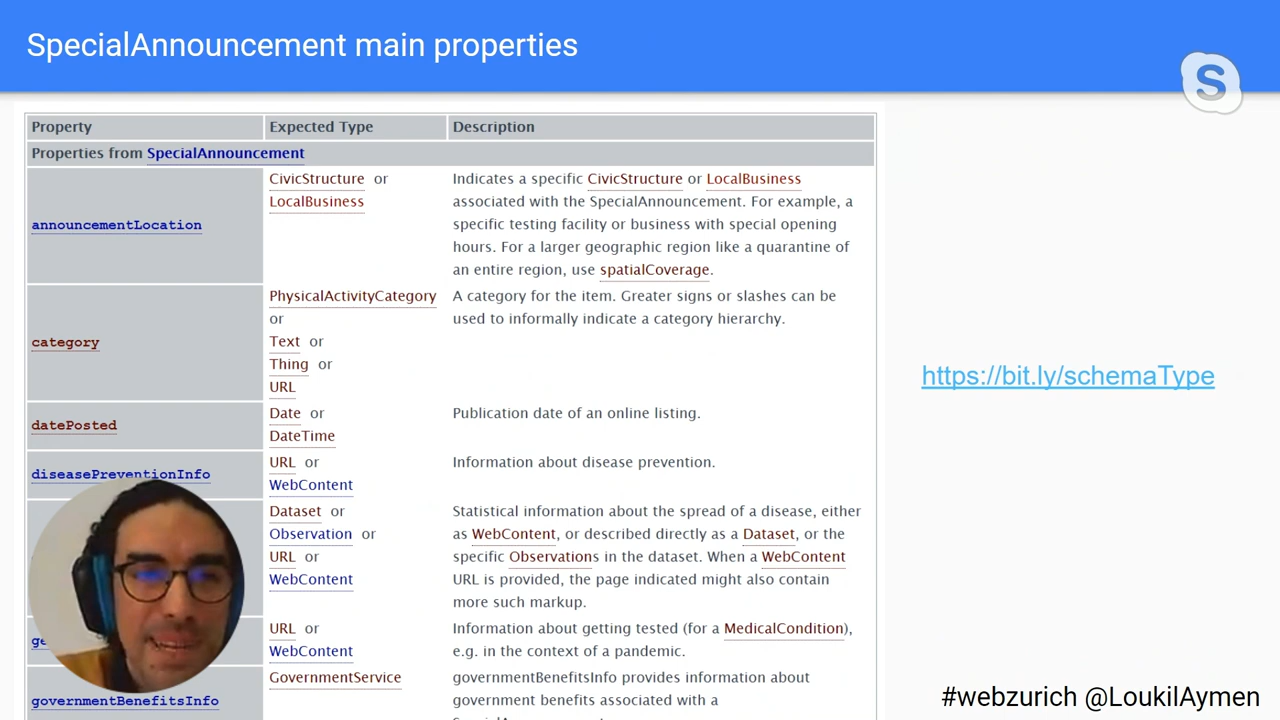 SpecialAnnouncement main properties
S
Property Expected Type Description
Properties from SpecialAnnouncement
announcementLocation
CivicStructure or
LocalBusiness
Indicates a specific CivicStructure or LocalBusiness
associated with the SpecialAnnouncement. For example, a
specific testing facility or business with special opening
hours. For a larger geographic region like a quarantine of
an entire region, use spatialCoverage.
category
PhysicalActivityCategory
or
Text or
Thing or
URL
A category for the item. Greater signs or slashes can be
used to informally indicate a category hierarchy.
datePosted
Date or
DateTime
Publication date of an online listing.
diseasePreventionInfo
URL or
WebContent
Information about disease prevention.
Dataset or
Observation or
URL or
WebContent
Statistical information about the spread of a disease, either
as WebContent, or described directly as a Dataset, or the
specific Observations in the dataset. When a WebContent
URL is provided, the page indicated might also contain
more such markup.
URL or
WebContent
Information about getting tested (for a MedicalCondition),
e.g. in the context of a pandemic.
governmentBenefitsInfo
GovernmentService
governmentBenefitsInfo provides information about
government benefits associated with a
https://bit.ly/schemaType
#webzurich @LoukilAymen